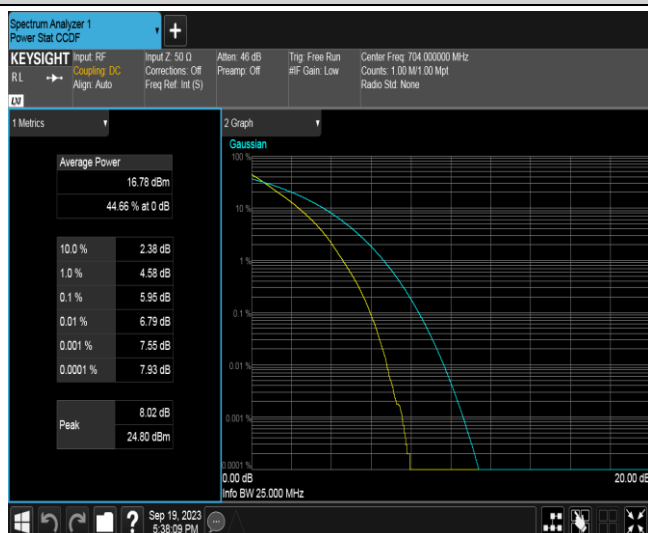 Spectrum Analyzer 1
Power Stat CCDF
+
KEYSIGHT Input: RF Input Z: 50 Ω Atten: 46 dB Trig: Free Run Center Freq: 704.000000 MHz
RL Coupling: DC Corrections: Off Preamp: Off #IF Gain: Low Counts: 1.00 M/1.00 Mpt
Align: Auto Freq Ref: Int (S) Radio Std: None
LXI
1 Metrics
2 Graph
Gaussian
Average Power
16.78 dBm
44.66 % at 0 dB
10.0 % 2.38 dB
1.0 % 4.58 dB
0.1 % 5.95 dB
0.01 % 6.79 dB
0.001 % 7.55 dB
0.0001 % 7.93 dB
Peak
8.02 dB
24.80 dBm
100 %
10 %
1 %
0.1 %
0.01 %
0.001 %
0.0001 %
0.00 dB 20.00 dB
Info BW 25.000 MHz
? Sep 19, 2023
5:38:09 PM